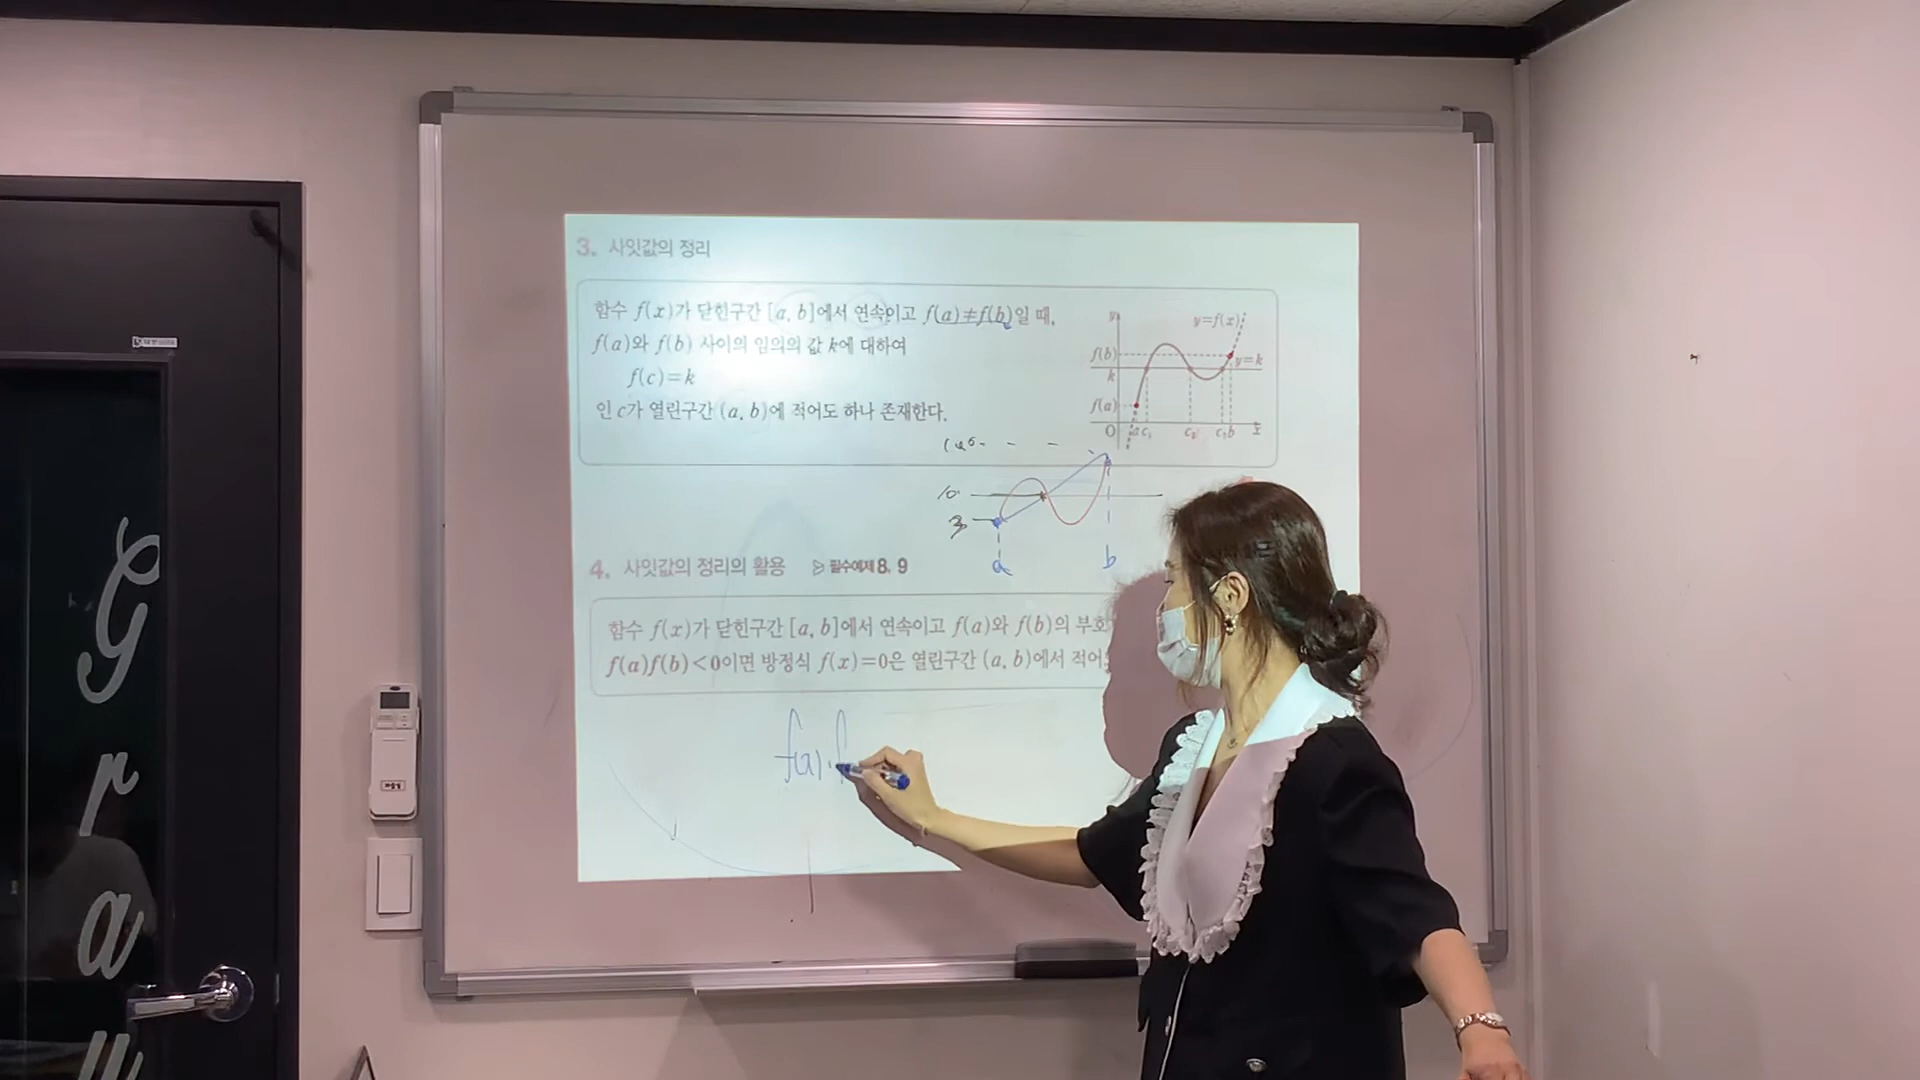 3. 사잇값의 정리
함수 f(x)가 닫힌구간 [a, b]에서 연속이고 f(a)≠f(b)일 때,
f(a)와 f(b) 사이의 임의의 값 k에 대하여
f(c)=k
인 c가 열린구간 (a, b)에 적어도 하나 존재한다.
y
y=f(x)
f(b)
y=k
k
f(a)
O a c₁ c₂ c₃ b x
10
3
a b
4. 사잇값의 정리의 활용 ▷ 필수예제 8, 9
함수 f(x)가 닫힌구간 [a, b]에서 연속이고 f(a)와 f(b)의 부호
f(a)f(b)<0이면 방정식 f(x)=0은 열린구간 (a, b)에서 적어
f(a)·f
G
r
a